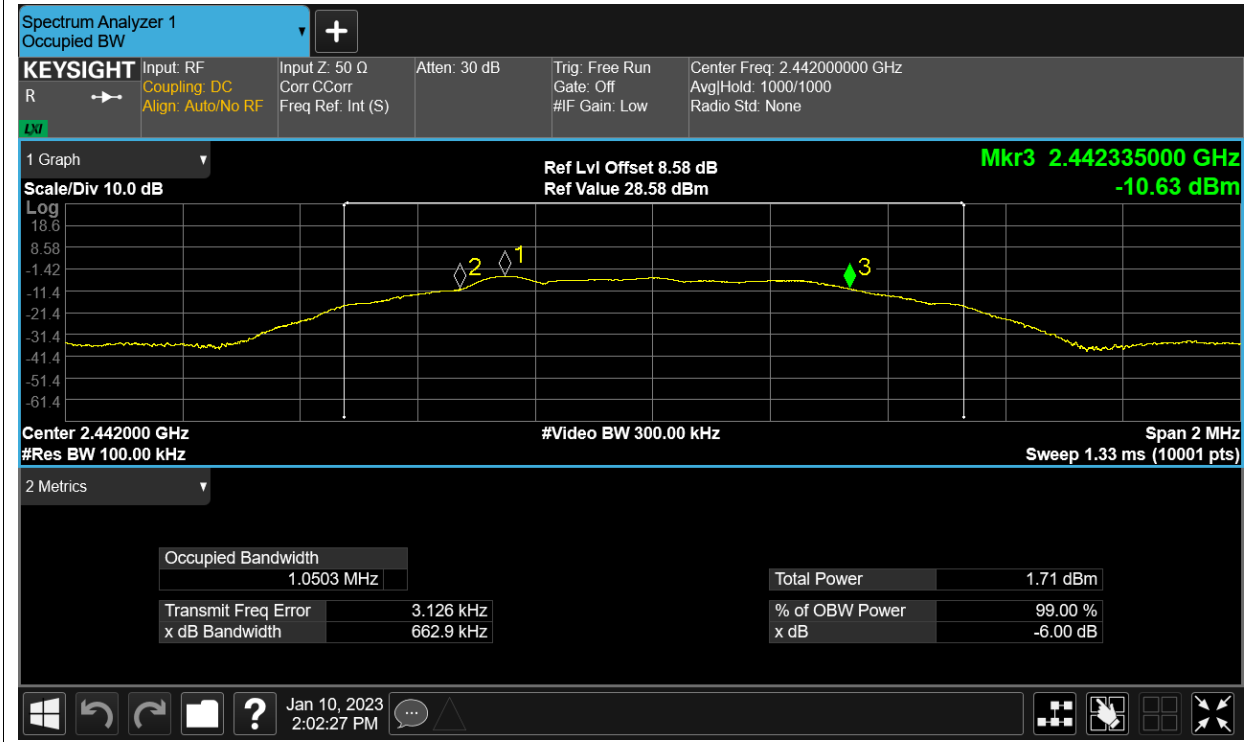 Spectrum Analyzer 1
Occupied BW
KEYSIGHT
R
LXI
Input: RF
Coupling: DC
Align: Auto/No RF
Input Z: 50 Ω
Corr CCorr
Freq Ref: Int (S)
Atten: 30 dB
Trig: Free Run
Gate: Off
#IF Gain: Low
Center Freq: 2.442000000 GHz
Avg|Hold: 1000/1000
Radio Std: None
1 Graph
Scale/Div 10.0 dB
Ref Lvl Offset 8.58 dB
Ref Value 28.58 dBm
Mkr3 2.442335000 GHz
-10.63 dBm
Log
18.6
8.58
-1.42
-11.4
-21.4
-31.4
-41.4
-51.4
-61.4
2
1
3
Center 2.442000 GHz
#Video BW 300.00 kHz
Span 2 MHz
#Res BW 100.00 kHz
Sweep 1.33 ms (10001 pts)
2 Metrics
Occupied Bandwidth
1.0503 MHz
Total Power 1.71 dBm
Transmit Freq Error 3.126 kHz
% of OBW Power 99.00 %
x dB Bandwidth 662.9 kHz
x dB -6.00 dB
?
Jan 10, 2023
2:02:27 PM